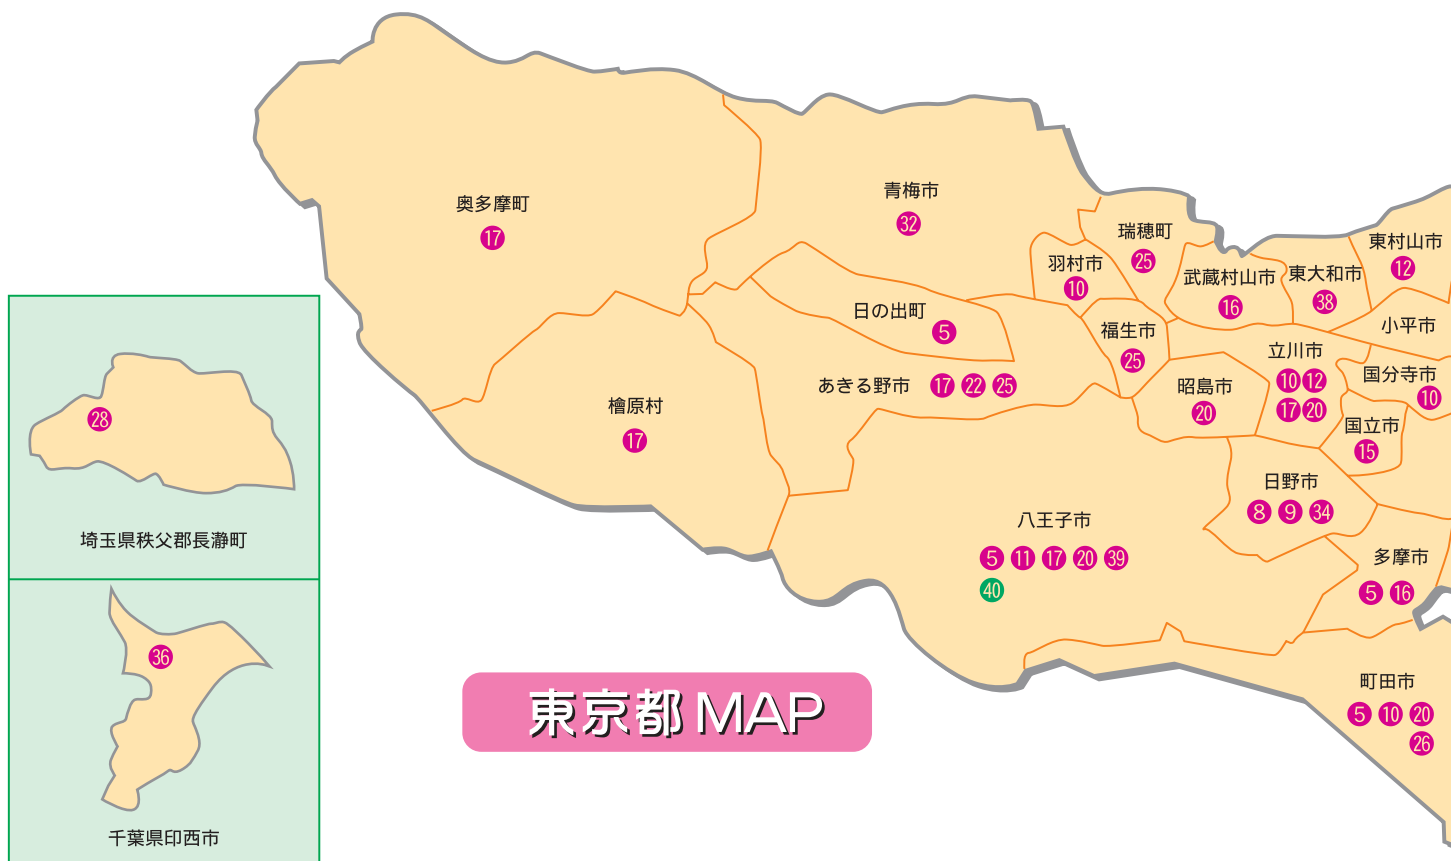 奥多摩町
17
青梅市
32
瑞穂町
25
羽村市
10
武蔵村山市
16
東大和市
38
東村山市
12
小平市
日の出町
5
福生市
25
立川市
10 12
17 20
国分寺市
10
あきる野市 17 22 25
昭島市
20
国立市
15
檜原村
17
日野市
8 9 34
八王子市
5 11 17 20 39
40
多摩市
5 16
町田市
5 10 20
26
28
埼玉県秩父郡長瀞町
36
千葉県印西市
東京都 MAP